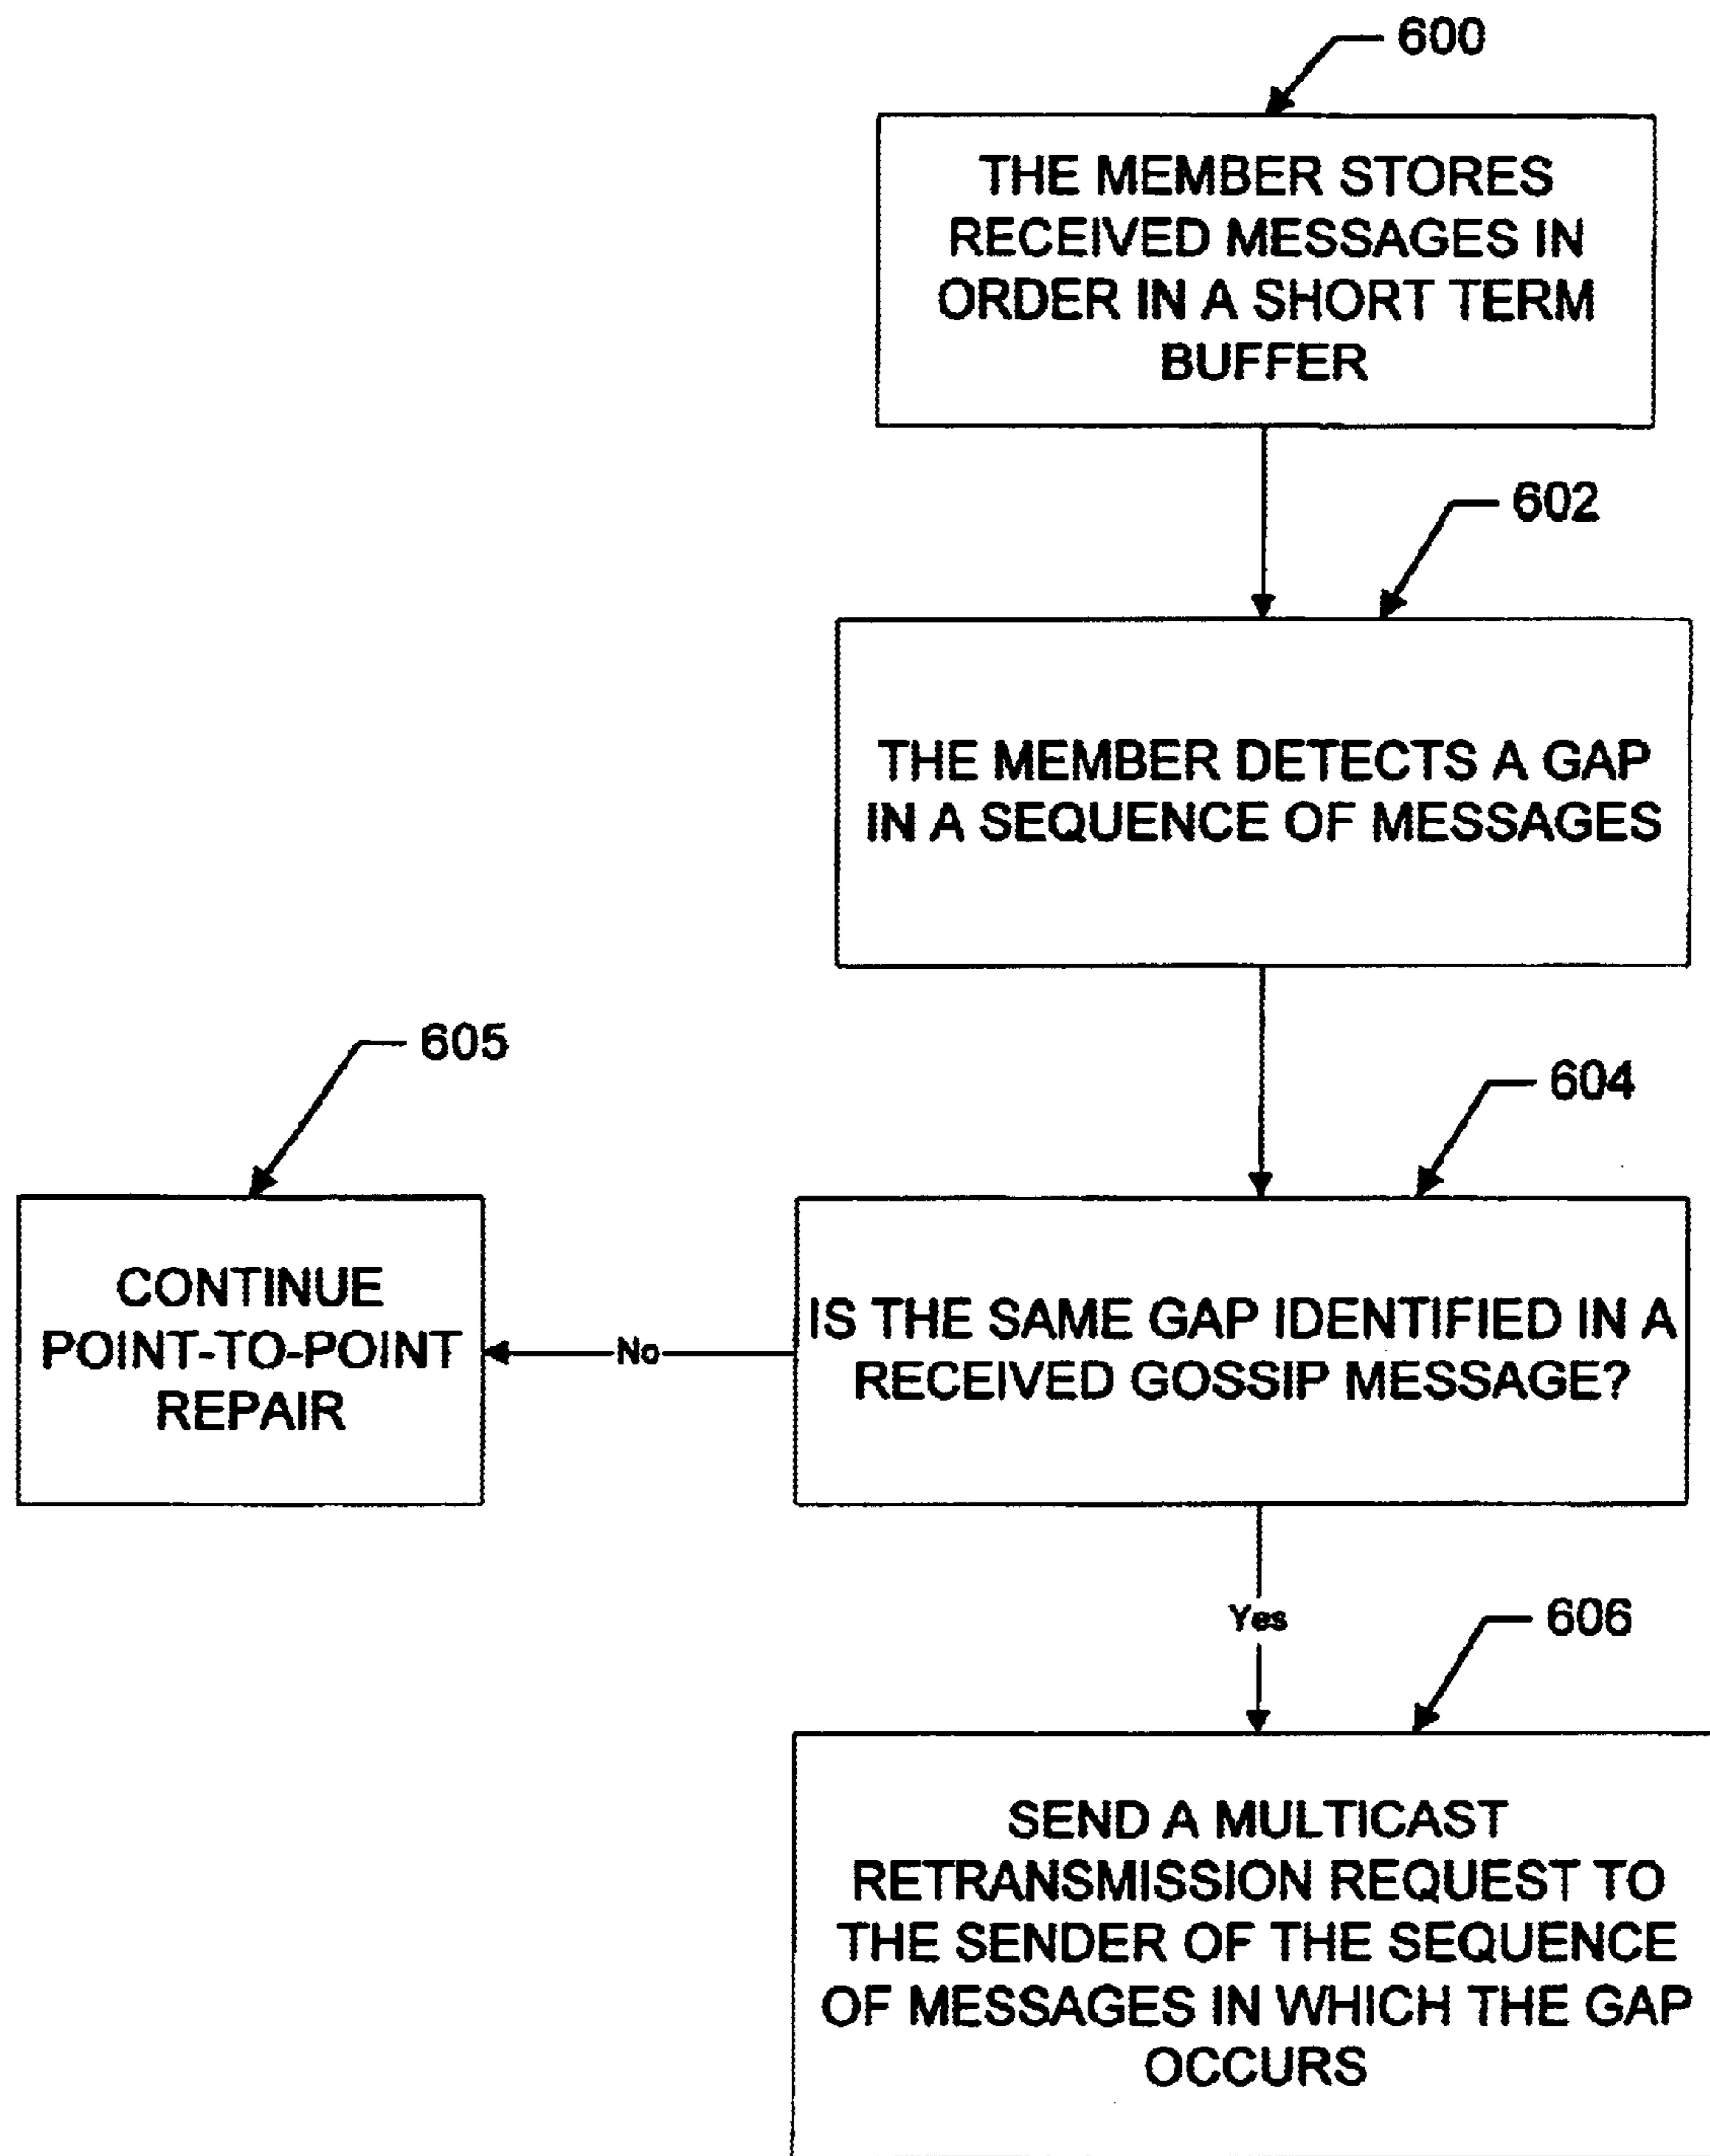 600
THE MEMBER STORES
RECEIVED MESSAGES IN
ORDER IN A SHORT TERM
BUFFER
602
THE MEMBER DETECTS A GAP
IN A SEQUENCE OF MESSAGES
605
604
CONTINUE
POINT-TO-POINT
REPAIR
No
IS THE SAME GAP IDENTIFIED IN A
RECEIVED GOSSIP MESSAGE?
Yes
606
SEND A MULTICAST
RETRANSMISSION REQUEST TO
THE SENDER OF THE SEQUENCE
OF MESSAGES IN WHICH THE GAP
OCCURS